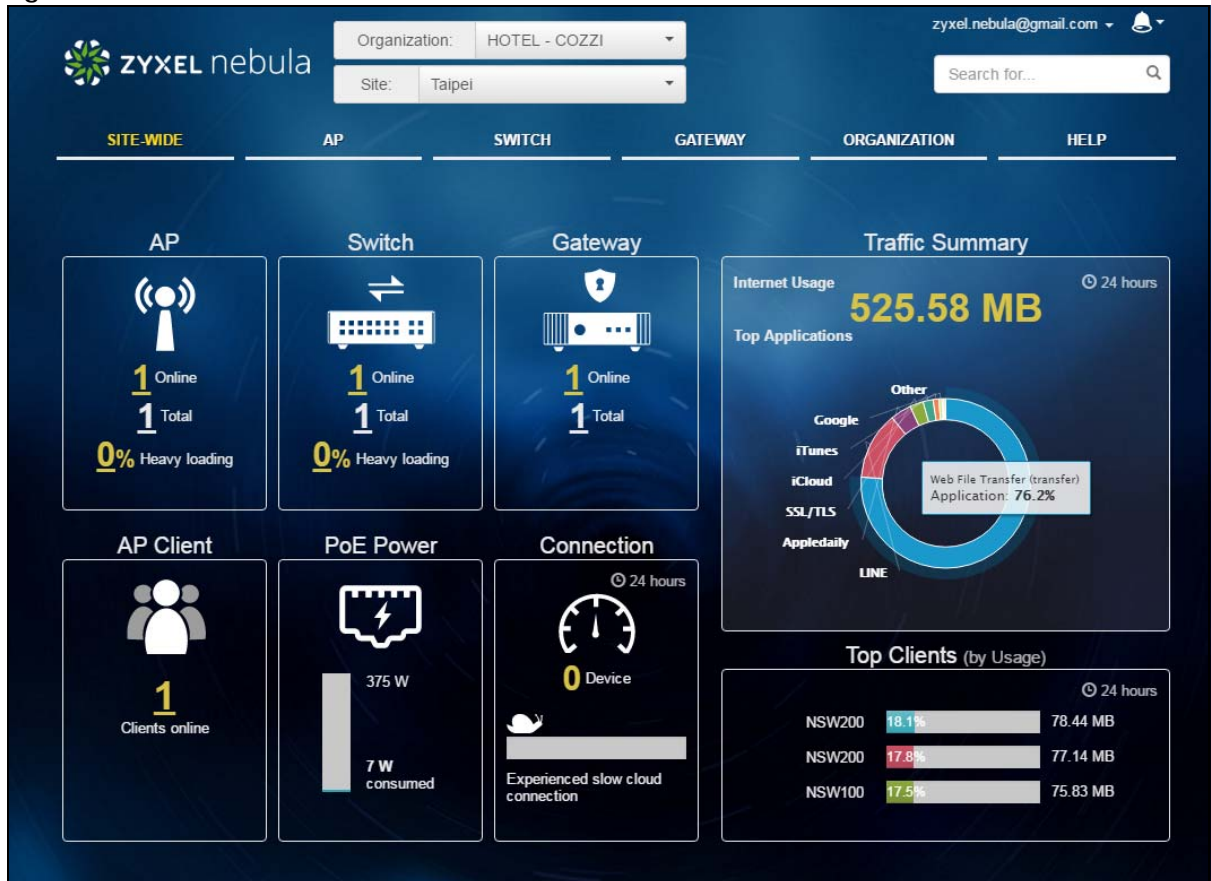 zyxel.nebula@gmail.com
ZYXEL nebula
Organization: HOTEL - COZZI
Site: Taipei
Search for...
SITE-WIDE AP SWITCH GATEWAY ORGANIZATION HELP
AP
1 Online
1 Total
0% Heavy loading
Switch
1 Online
1 Total
0% Heavy loading
Gateway
1 Online
1 Total
Traffic Summary
Internet Usage
24 hours
525.58 MB
Top Applications
Other
Google
iTunes
iCloud
SSL/TLS
Appledaily
LINE
Web File Transfer (transfer)
Application: 76.2%
AP Client
1
Clients online
PoE Power
375 W
7 W
consumed
Connection
24 hours
0 Device
Experienced slow cloud
connection
Top Clients (by Usage)
24 hours
NSW200 18.1% 78.44 MB
NSW200 17.8% 77.14 MB
NSW100 17.5% 75.83 MB